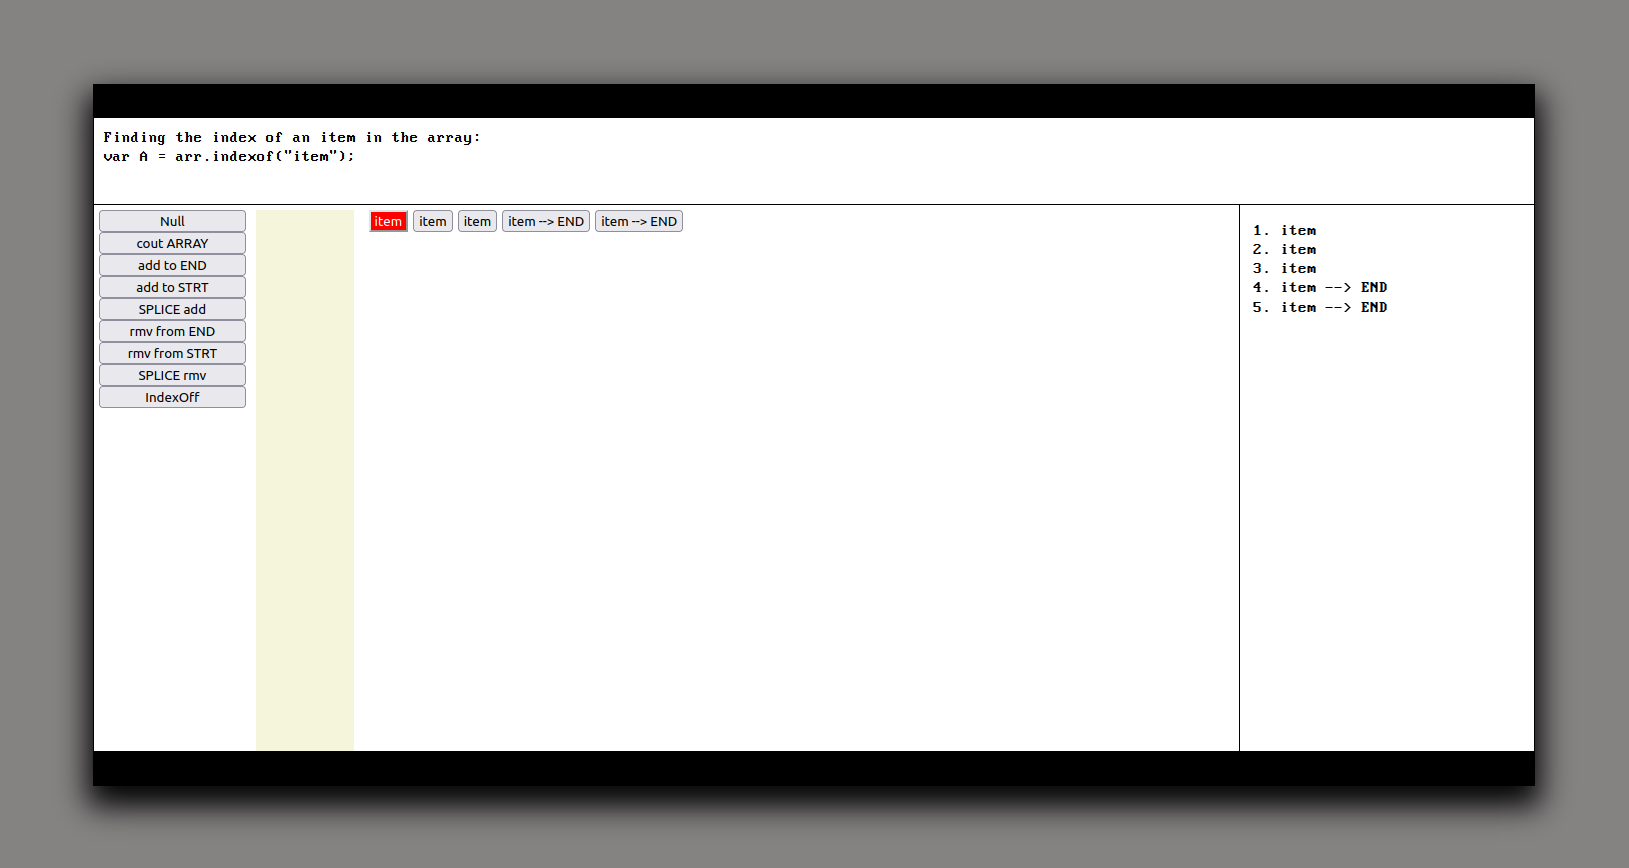 Finding the index of an item in the array:
var A = arr.indexof("item");
Null
cout ARRAY
add to END
add to STRT
SPLICE add
rmv from END
rmv from STRT
SPLICE rmv
IndexOff
item item item item --> END item --> END
1. item
2. item
3. item
4. item --> END
5. item --> END